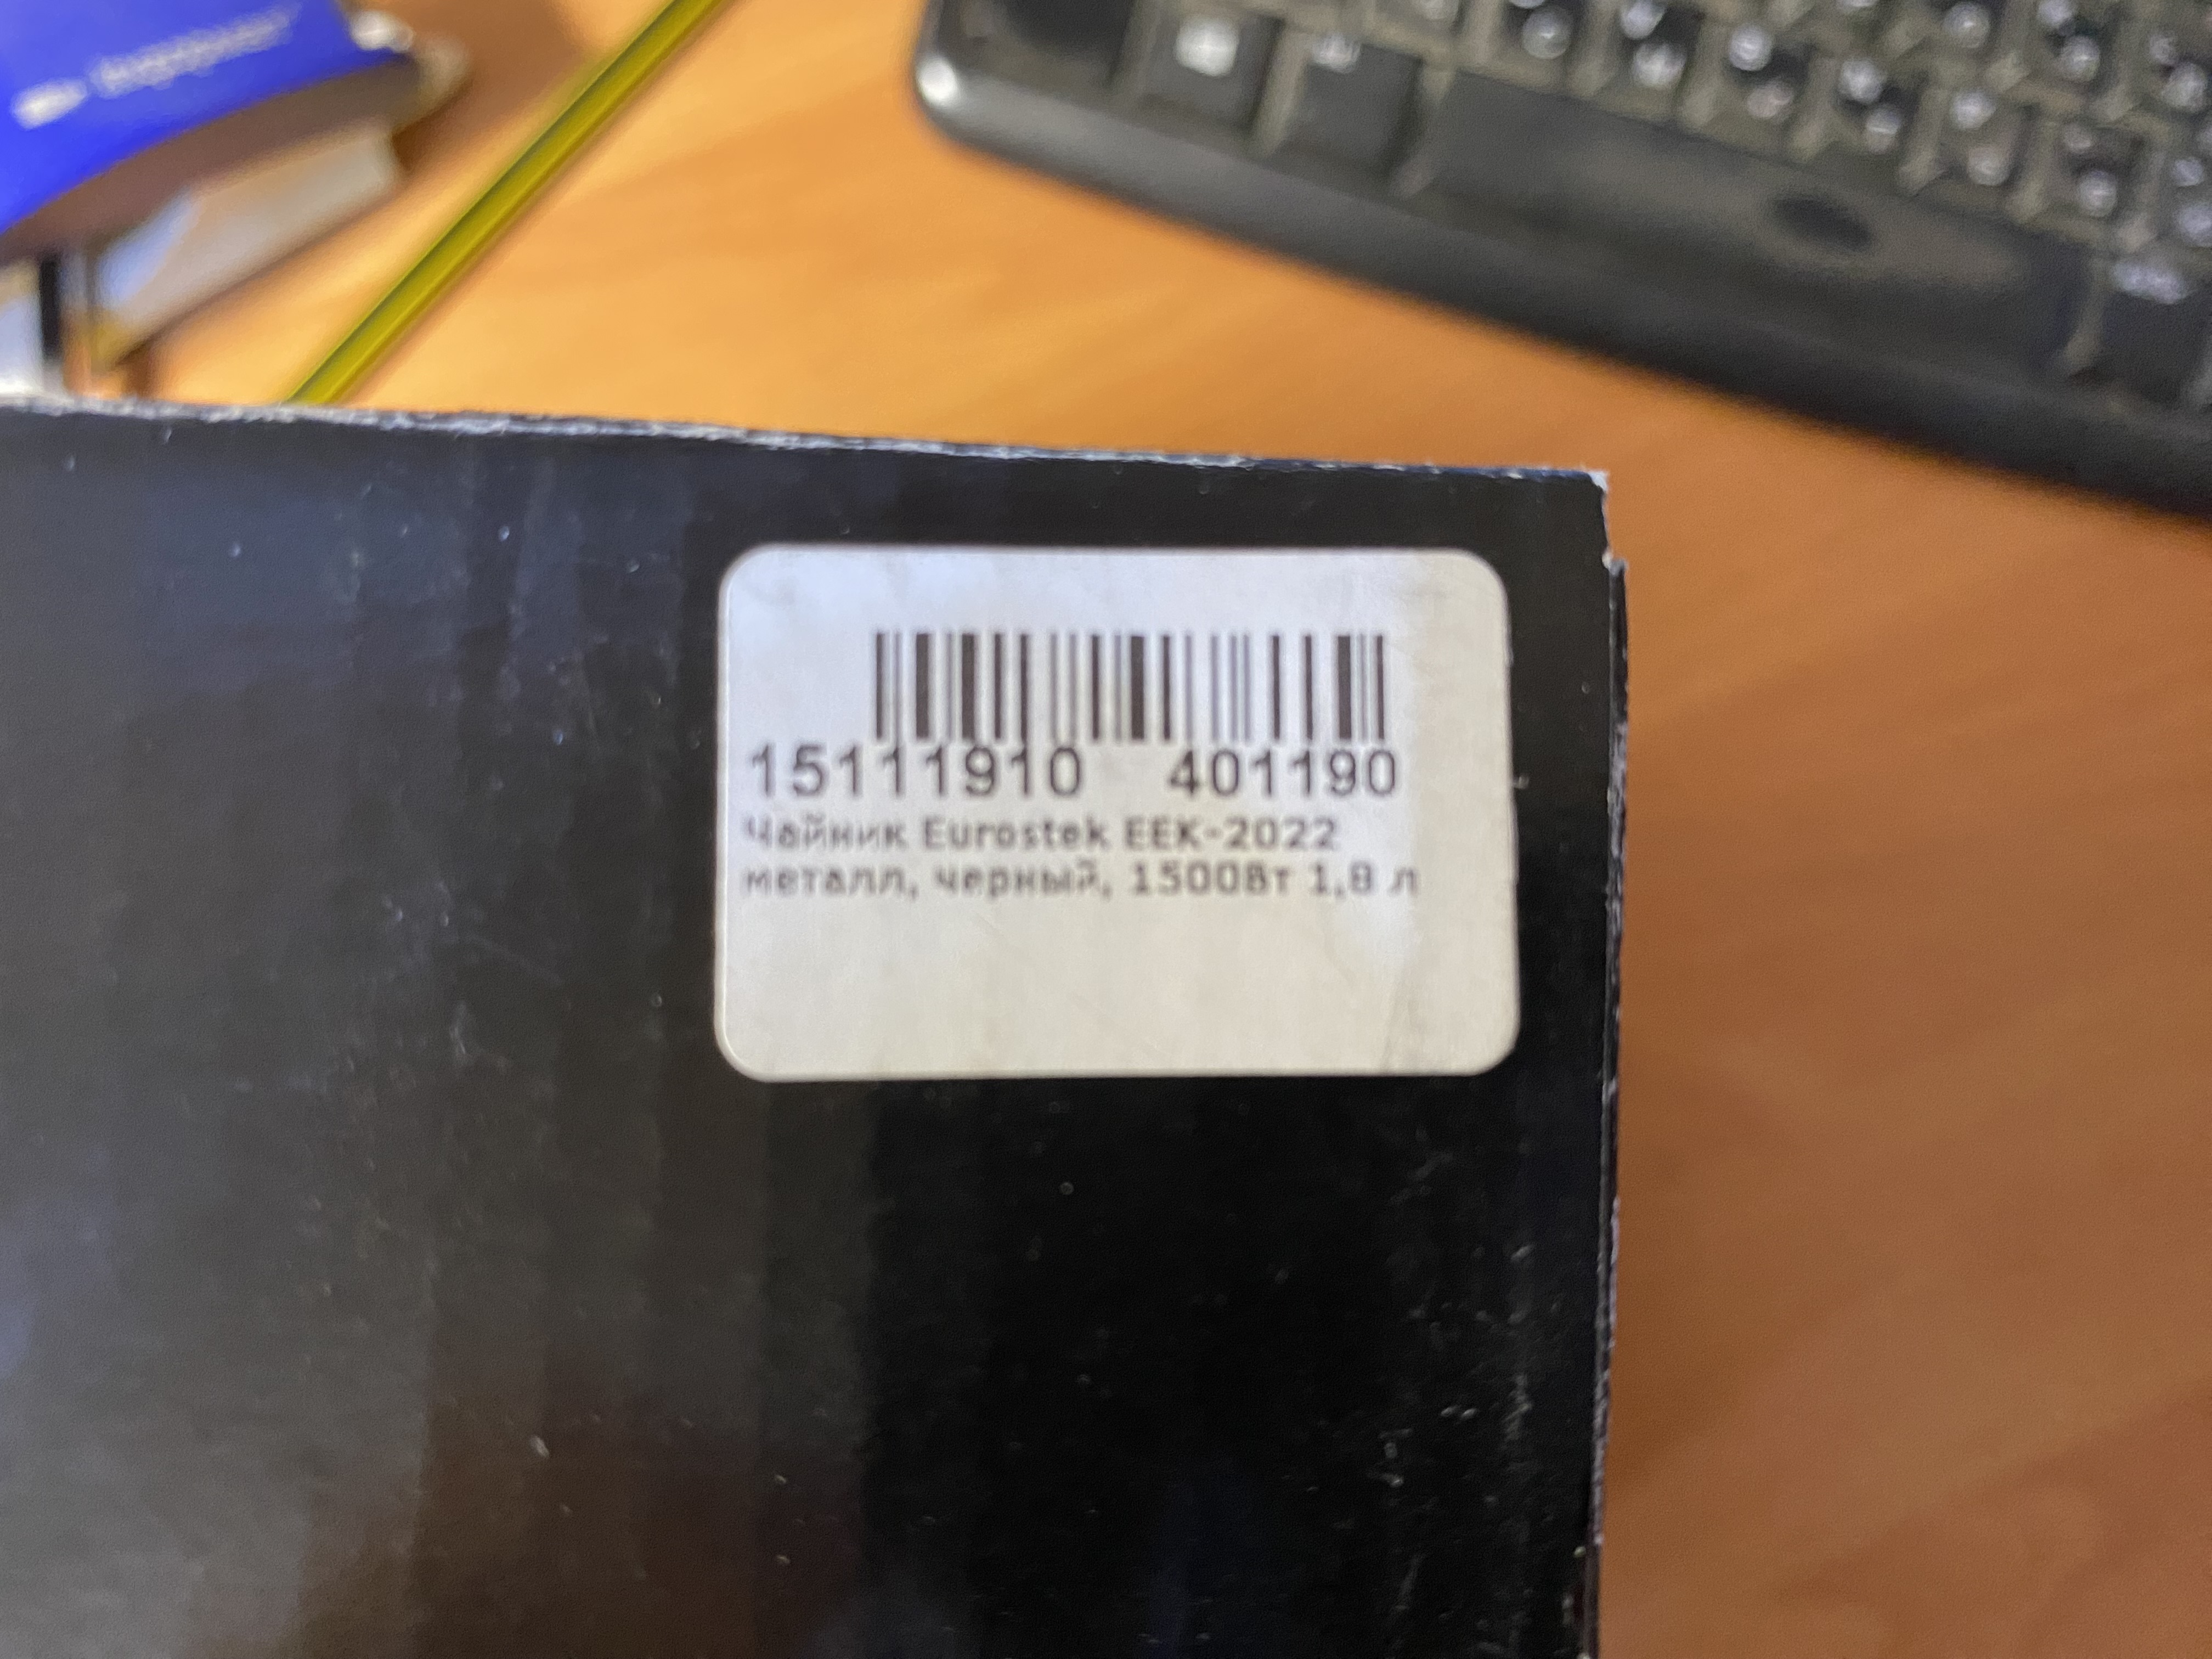 15111910 401190
Чайник Eurostek EEK-2022
металл, черный, 1500Вт 1,8 л